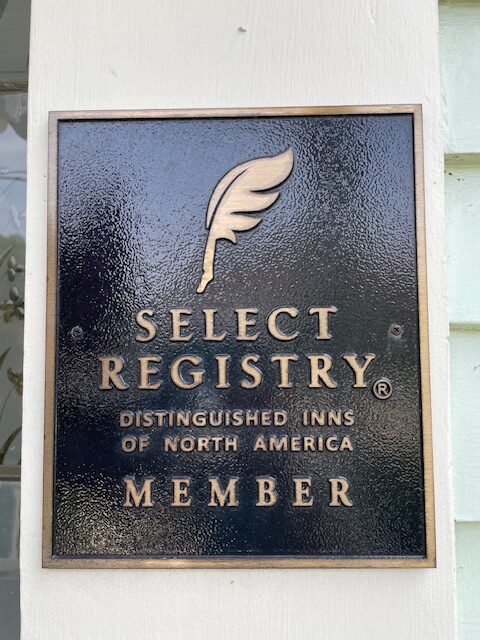 SELECT
REGISTRY®
DISTINGUISHED INNS
OF NORTH AMERICA
MEMBER